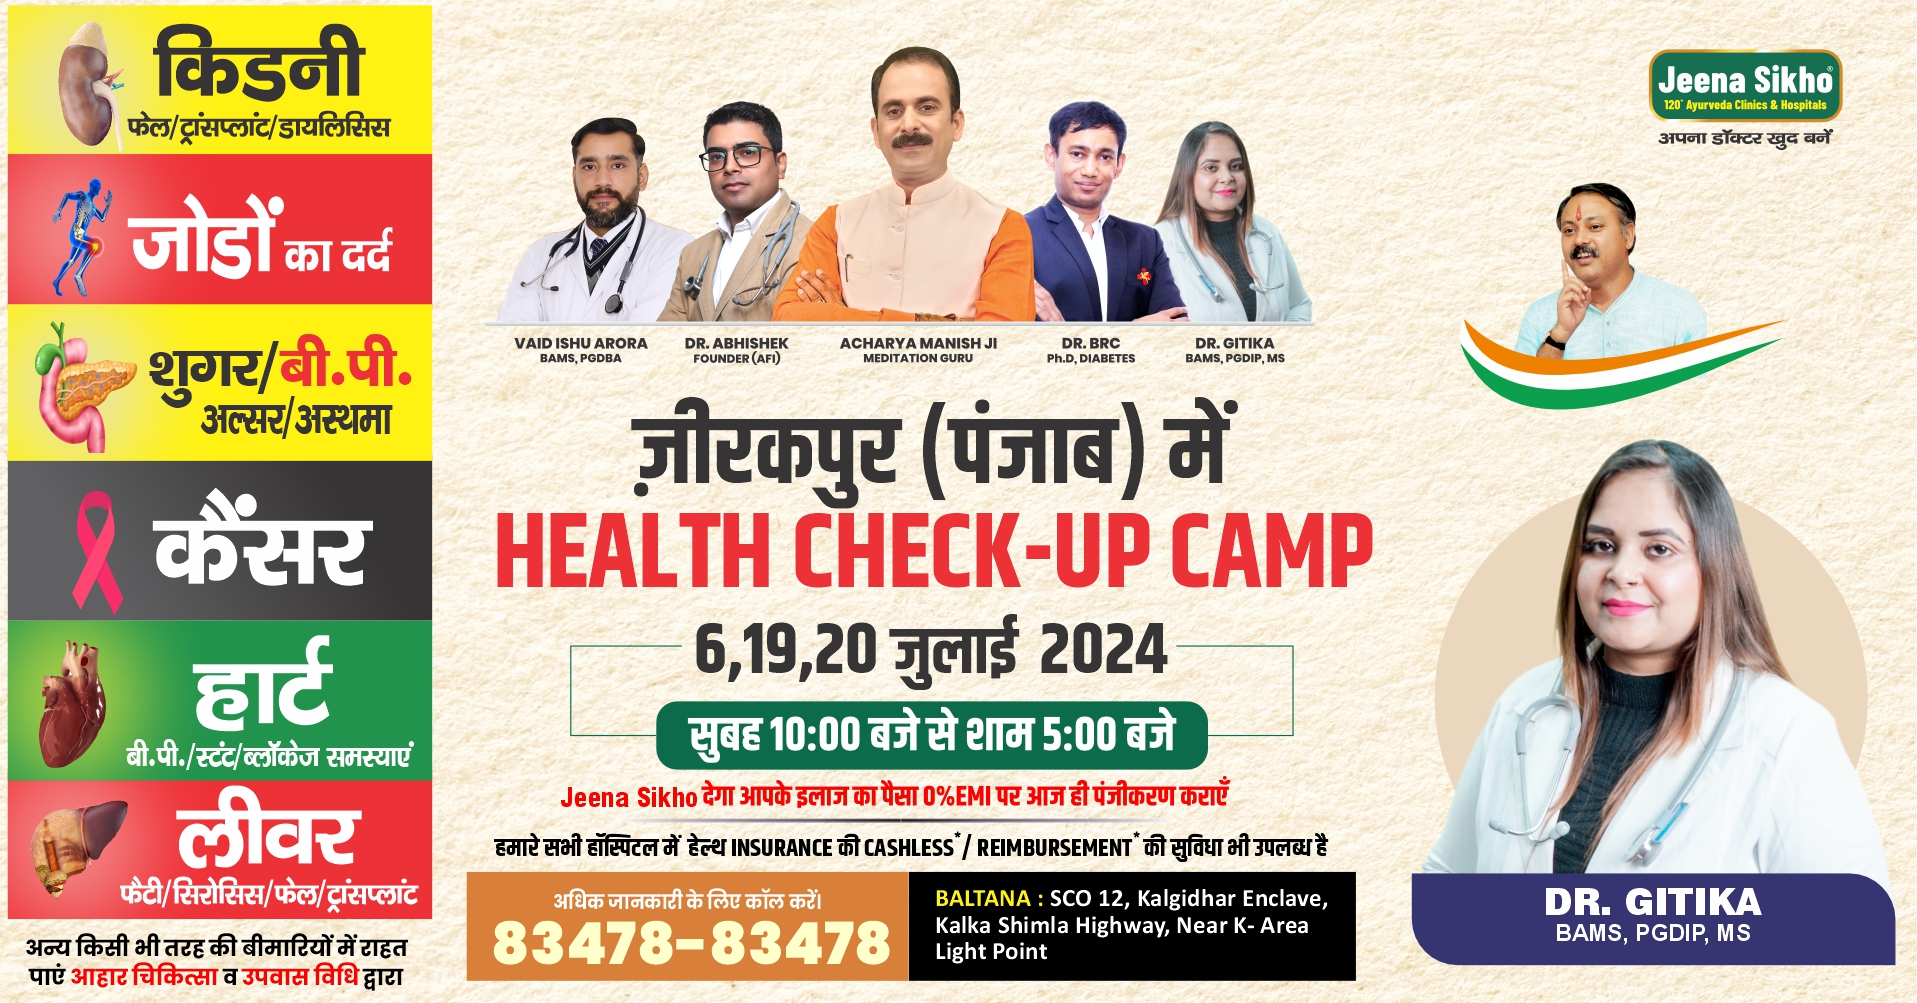 किडनी
फेल/ट्रांसप्लांट/डायलिसिस
जोडों का दर्द
शुगर/बी.पी.
अल्सर/अस्थमा
कैंसर
हार्ट
बी.पी./स्टंट/ब्लॉकेज समस्याएं
लीवर
फैटी/सिरोसिस/फेल/ट्रांसप्लांट
अन्य किसी भी तरह की बीमारियों में राहत
पाएं आहार चिकित्सा व उपवास विधि द्वारा
VAID ISHU ARORA
BAMS, PGDBA
DR. ABHISHEK
FOUNDER (AFI)
ACHARYA MANISH JI
MEDITATION GURU
DR. BRC
Ph.D, DIABETES
DR. GITIKA
BAMS, PGDIP, MS
ज़ीरकपुर (पंजाब) में
HEALTH CHECK-UP CAMP
6,19,20 जुलाई 2024
सुबह 10:00 बजे से शाम 5:00 बजे
Jeena Sikho देगा आपके इलाज का पैसा 0%EMI पर आज ही पंजीकरण कराएँ
हमारे सभी हॉस्पिटल में हेल्थ INSURANCE की CASHLESS*/ REIMBURSEMENT* की सुविधा भी उपलब्ध है
अधिक जानकारी के लिए कॉल करें।
83478-83478
BALTANA : SCO 12, Kalgidhar Enclave,
Kalka Shimla Highway, Near K- Area
Light Point
Jeena Sikho®
120+ Ayurveda Clinics & Hospitals
अपना डॉक्टर खुद बनें
DR. GITIKA
BAMS, PGDIP, MS